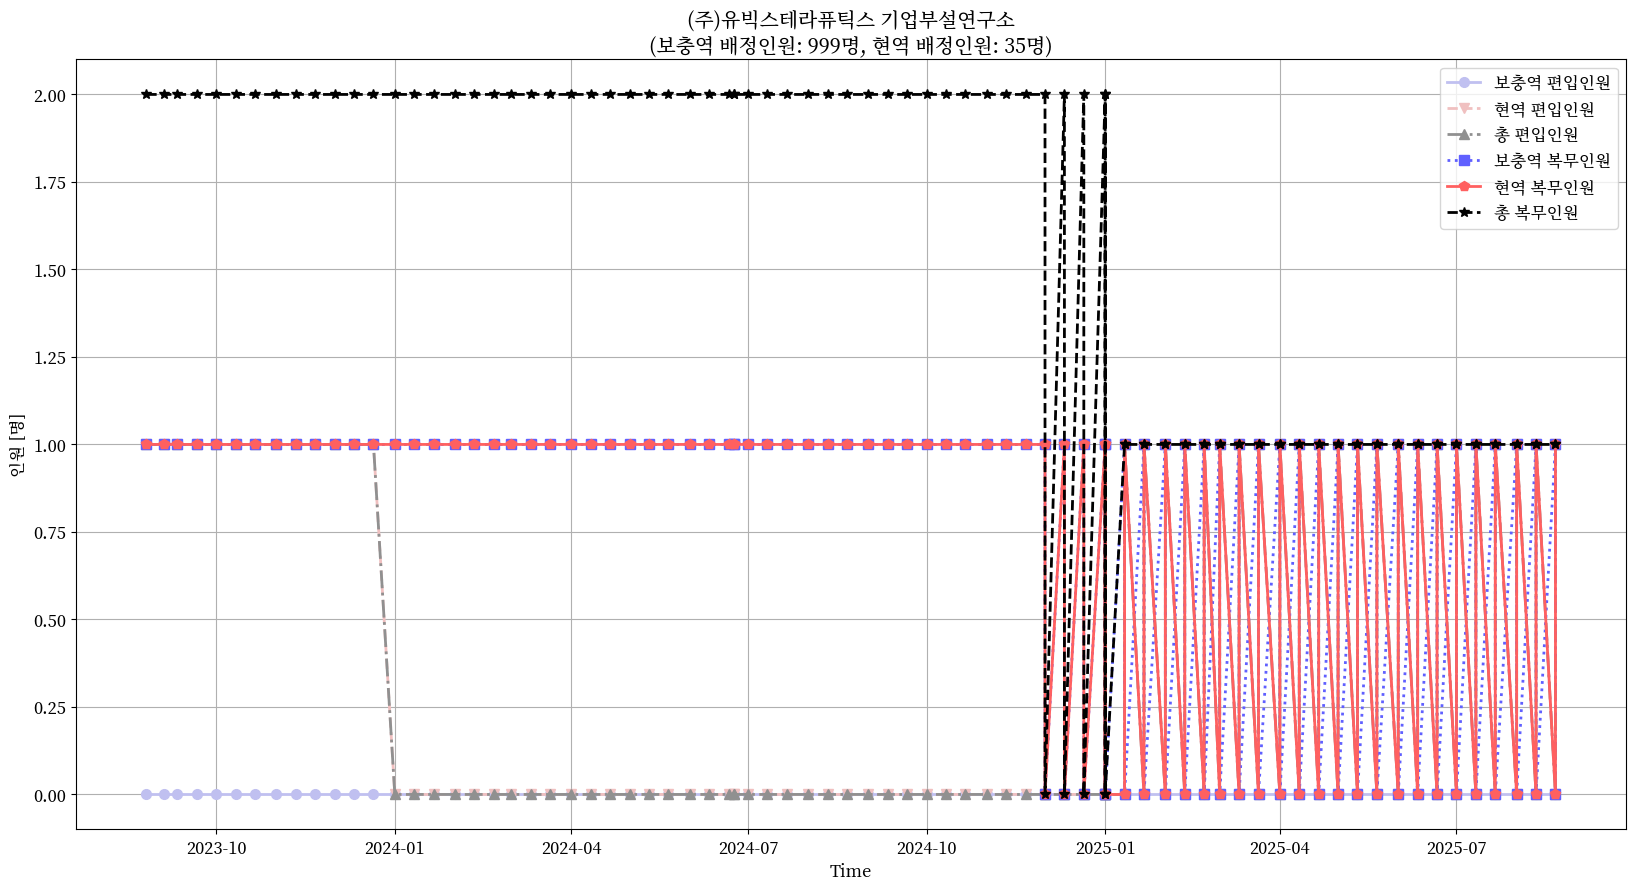 (주)유빅스테라퓨틱스 기업부설연구소
(보충역 배정인원: 999명, 현역 배정인원: 35명)
보충역 편입인원
현역 편입인원
총 편입인원
보충역 복무인원
현역 복무인원
총 복무인원
인원 [명]
2.00
1.75
1.50
1.25
1.00
0.75
0.50
0.25
0.00
2023-10 2024-01 2024-04 2024-07 2024-10 2025-01 2025-04 2025-07
Time